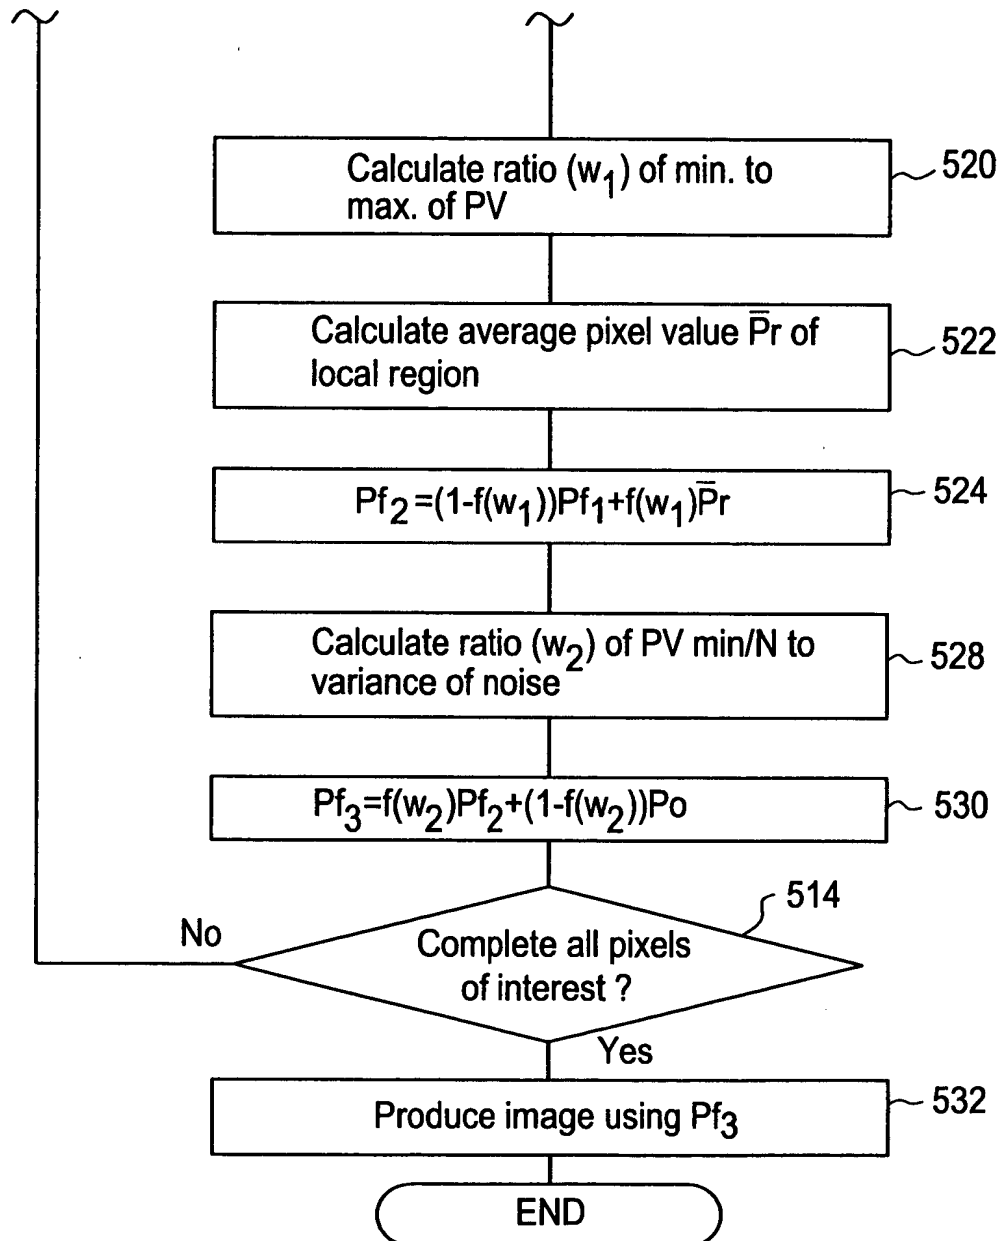 Calculate ratio (w₁) of min. to
max. of PV
520
Calculate average pixel value P̅r of
local region
522
Pf₂=(1-f(w₁))Pf₁+f(w₁)P̅r
524
Calculate ratio (w₂) of PV min/N to
variance of noise
528
Pf₃=f(w₂)Pf₂+(1-f(w₂))Po
530
514
No
Complete all pixels
of interest ?
Yes
Produce image using Pf₃
532
END